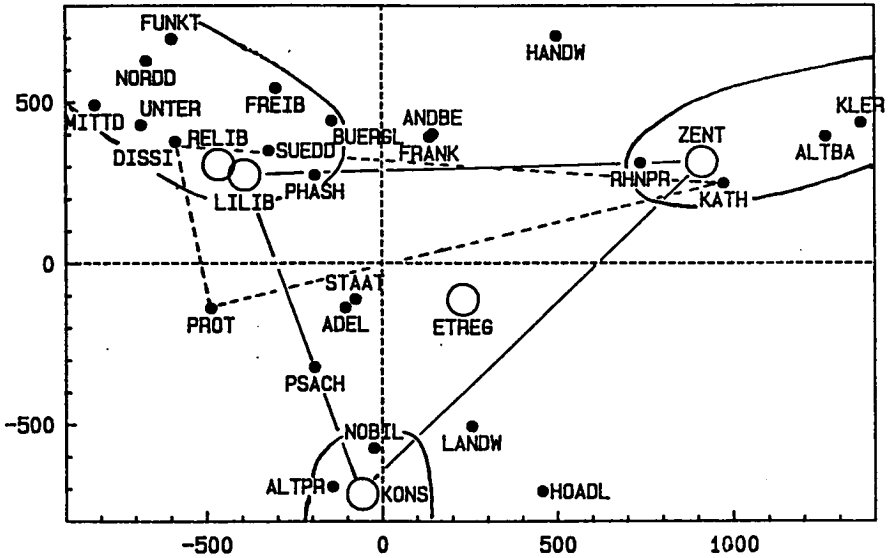 FUNKT
HANDW
NORDD
FREIB
500
MITTD
UNTER
ANDBE
KLER
RELIB
BUERGL
ZENT
DISSI
SUEDD
FRANK
ALTBA
RHNPR
LILIB
PHASH
KATH
0
STAAT
PROT
ADEL
ETREG
PSACH
-500
NOBIL
LANDW
ALTPR
KONS
HOADL
-500
0
500
1000